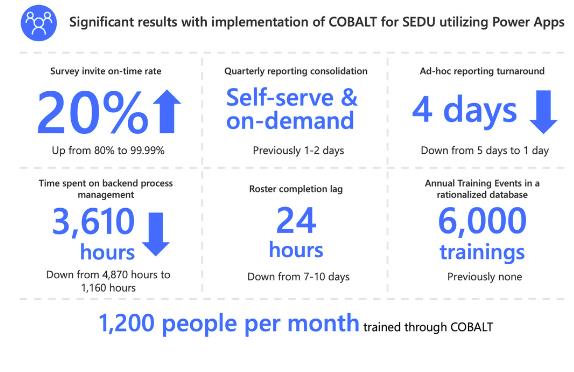 Significant results with implementation of COBALT for SEDU utilizing Power Apps
Survey invite on-time rate
20%
Up from 80% to 99.99%
Quarterly reporting consolidation
Self-serve &
on-demand
Previously 1-2 days
Ad-hoc reporting turnaround
4 days
Down from 5 days to 1 day
Time spent on backend process
management
3,610
hours
Down from 4,870 hours to
1,160 hours
Roster completion lag
24
hours
Down from 7-10 days
Annual Training Events in a
rationalized database
6,000
trainings
Previously none
1,200 people per month trained through COBALT